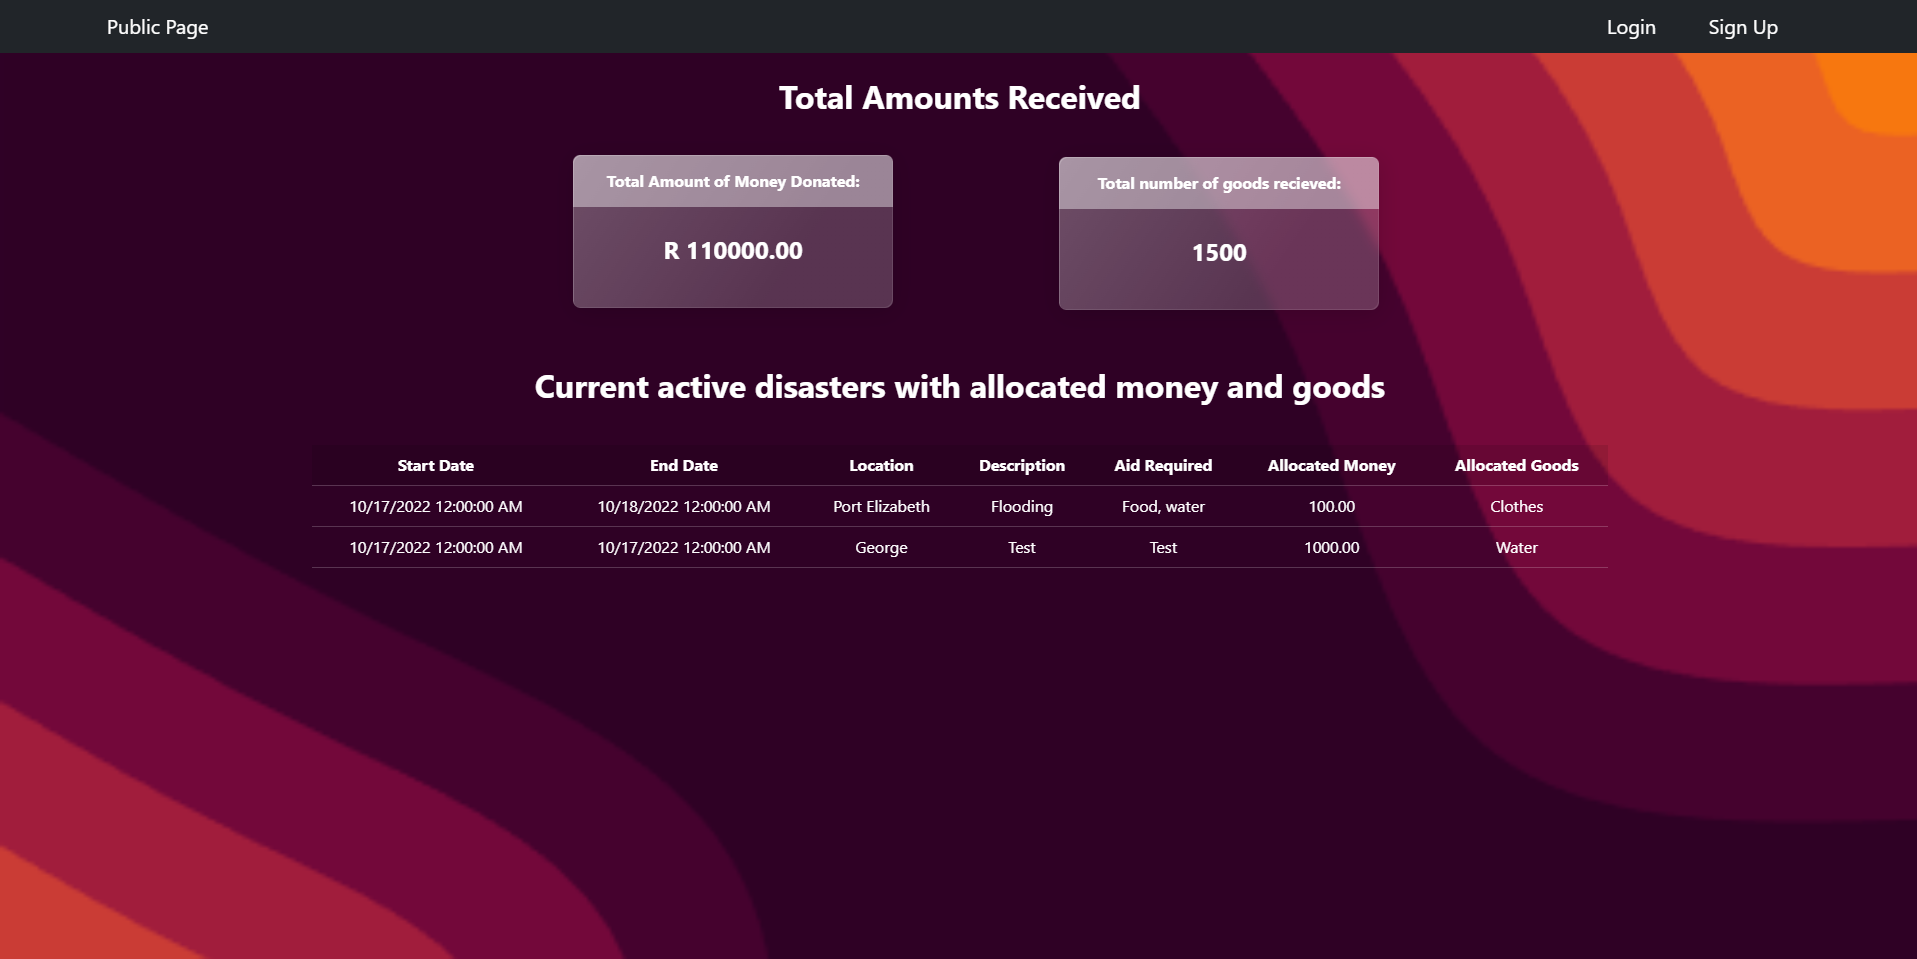 Public Page Login Sign Up
Total Amounts Received
Total Amount of Money Donated: Total number of goods recieved:
R 110000.00 1500
Current active disasters with allocated money and goods
Start Date End Date Location Description Aid Required Allocated Money Allocated Goods
10/17/2022 12:00:00 AM 10/18/2022 12:00:00 AM Port Elizabeth Flooding Food, water 100.00 Clothes
10/17/2022 12:00:00 AM 10/17/2022 12:00:00 AM George Test Test 1000.00 Water